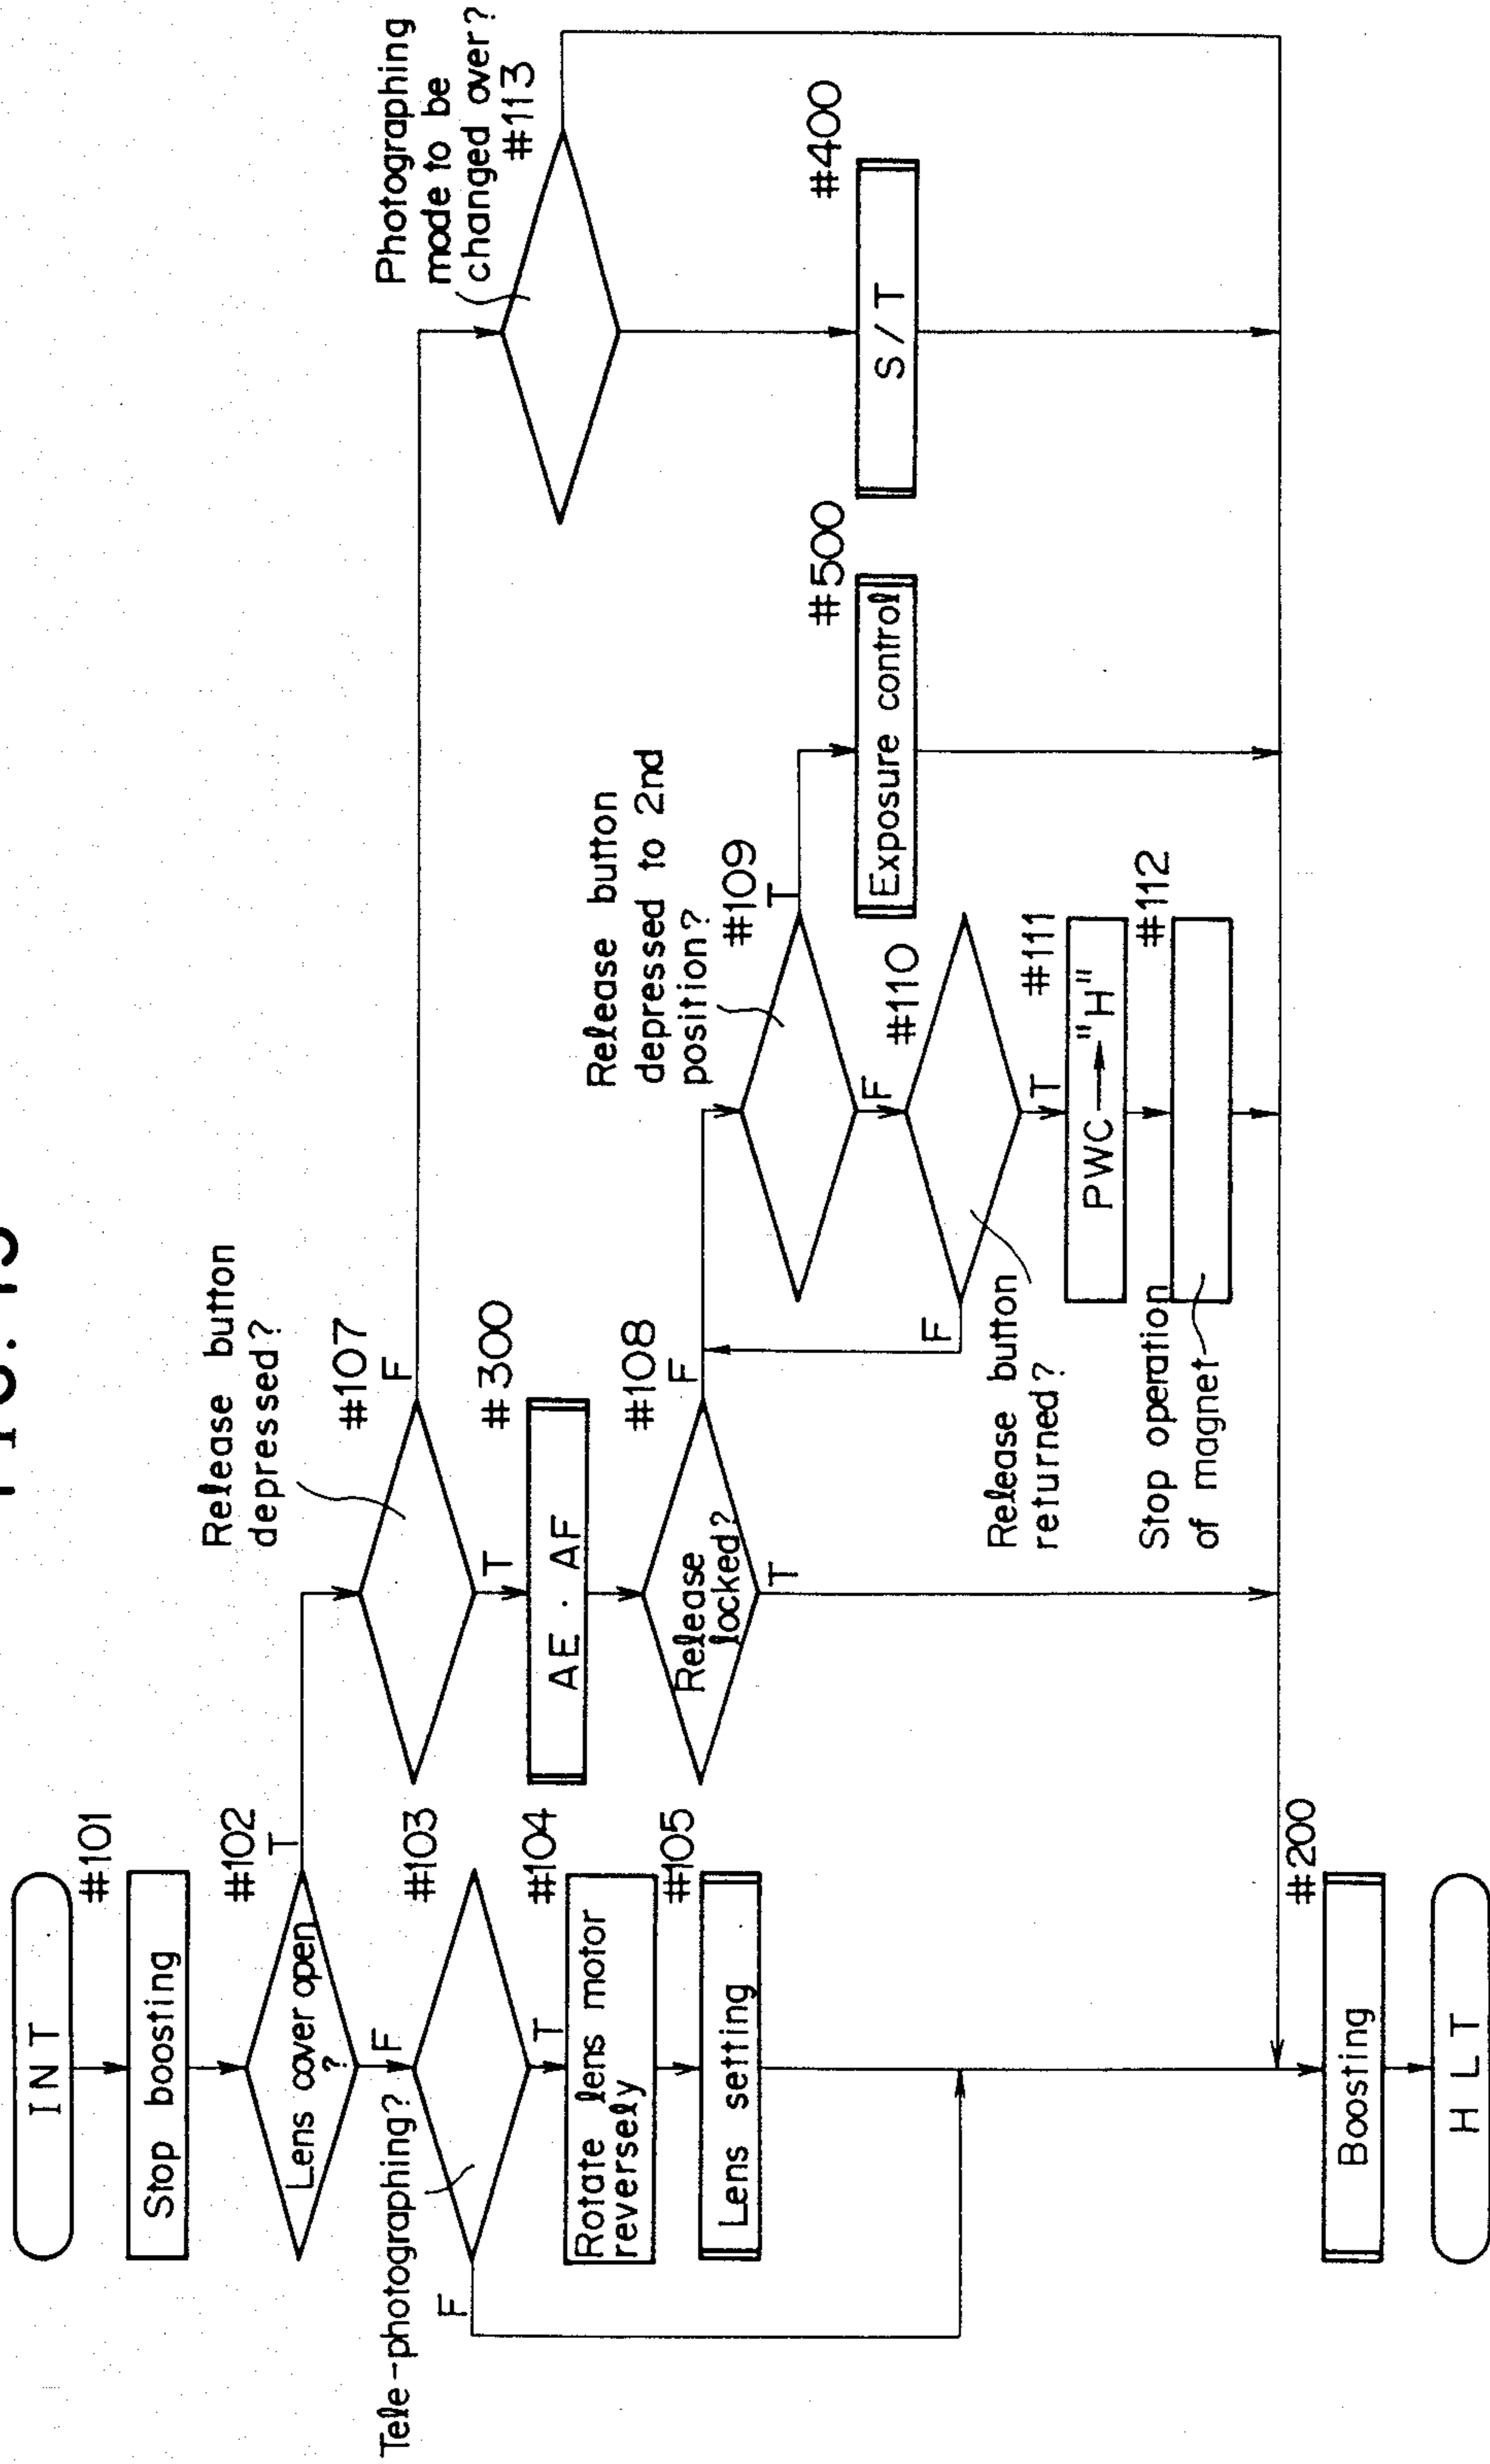 INT
#101
Stop boosting
#102
Lens cover open
?
T
F
Tele-photographing?
#103
F
T
#104
Rotate lens motor
reversely
#105
Lens setting
Release button
depressed?
#107
F
T
#300
AE. AF
#108
Release
locked?
F
T
Release button
depressed to 2nd
position?
#109
T
F
#110
F
T
Release button
returned?
#111
PWC → "H"
#112
Stop operation
of magnet
#500
Exposure control
Photographing
mode to be
changed over?
#113
#400
S/T
#200
Boosting
HLT